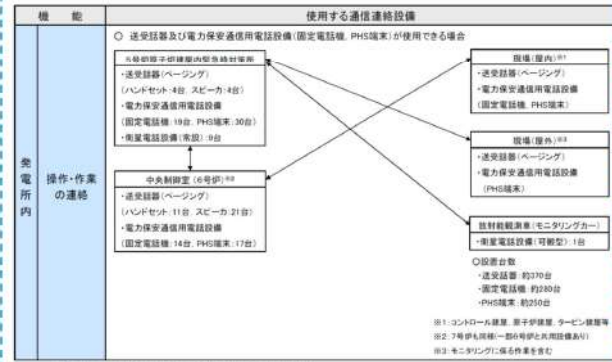 機　能
使用する通信連絡設備
発電所内
操作・作業の連絡
○ 送受話器及び電力保安通信用電話設備(固定電話機、PHS端末)が使用できる場合
5号炉原子炉建屋内緊急時対策所
・送受話器(ページング)
(ハンドセット:4台、スピーカ:4台)
・電力保安通信用電話設備
(固定電話機:19台、PHS端末:30台)
・衛星電話設備(常設):9台
中央制御室(6号炉)※2
・送受話器(ページング)
(ハンドセット:11台、スピーカ:21台)
・電力保安通信用電話設備
(固定電話機:14台、PHS端末:17台)
現場(屋内)※1
・送受話器(ページング)
・電力保安通信用電話設備
(固定電話機、PHS端末)
現場(屋外)※3
・送受話器(ページング)
・電力保安通信用電話設備
(PHS端末)
放射能観測車(モニタリングカー)
・衛星電話設備(可搬型):1台
○設置台数
・送受話器:約370台
・固定電話機:約280台
・PHS端末:約250台
※1:コントロール建屋、原子炉建屋、タービン建屋等
※2:7号炉も同様(一部6号炉と共用設備あり)
※3:モニタリングに係る作業を含む